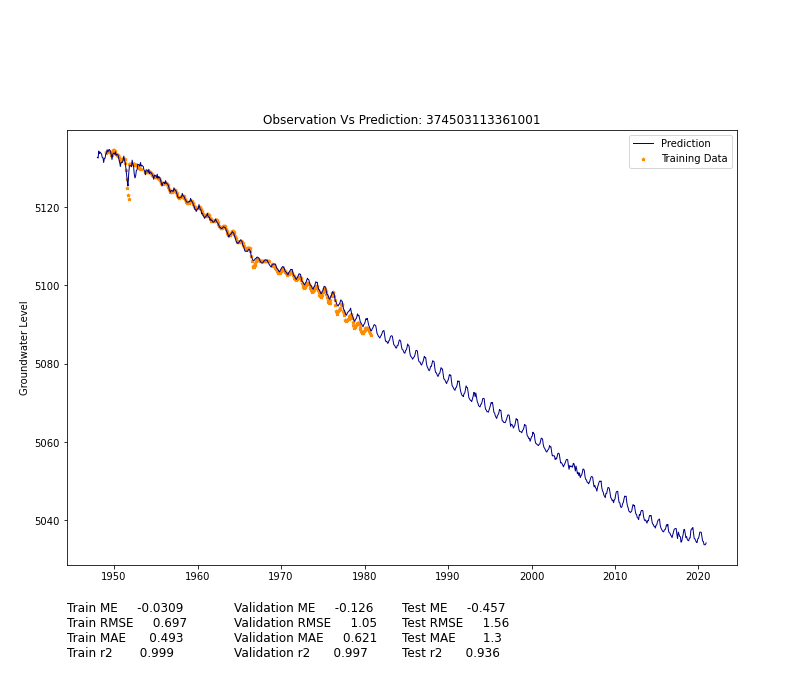 Observation Vs Prediction: 374503113361001
Prediction
Training Data
Groundwater Level
5120
5100
5080
5060
5040
1950 1960 1970 1980 1990 2000 2010 2020
Train ME -0.0309 Validation ME -0.126 Test ME -0.457
Train RMSE 0.697 Validation RMSE 1.05 Test RMSE 1.56
Train MAE 0.493 Validation MAE 0.621 Test MAE 1.3
Train r2 0.999 Validation r2 0.997 Test r2 0.936